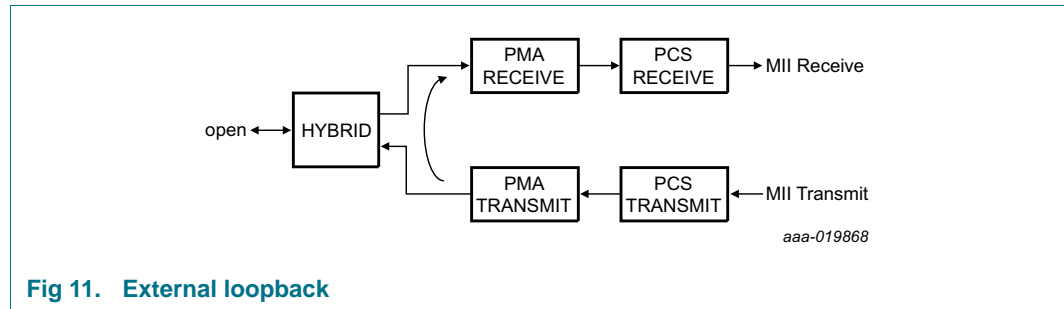 PMA
RECEIVE
PCS
RECEIVE
MII Receive
open
HYBRID
PMA
TRANSMIT
PCS
TRANSMIT
MII Transmit
aaa-019868
Fig 11. External loopback